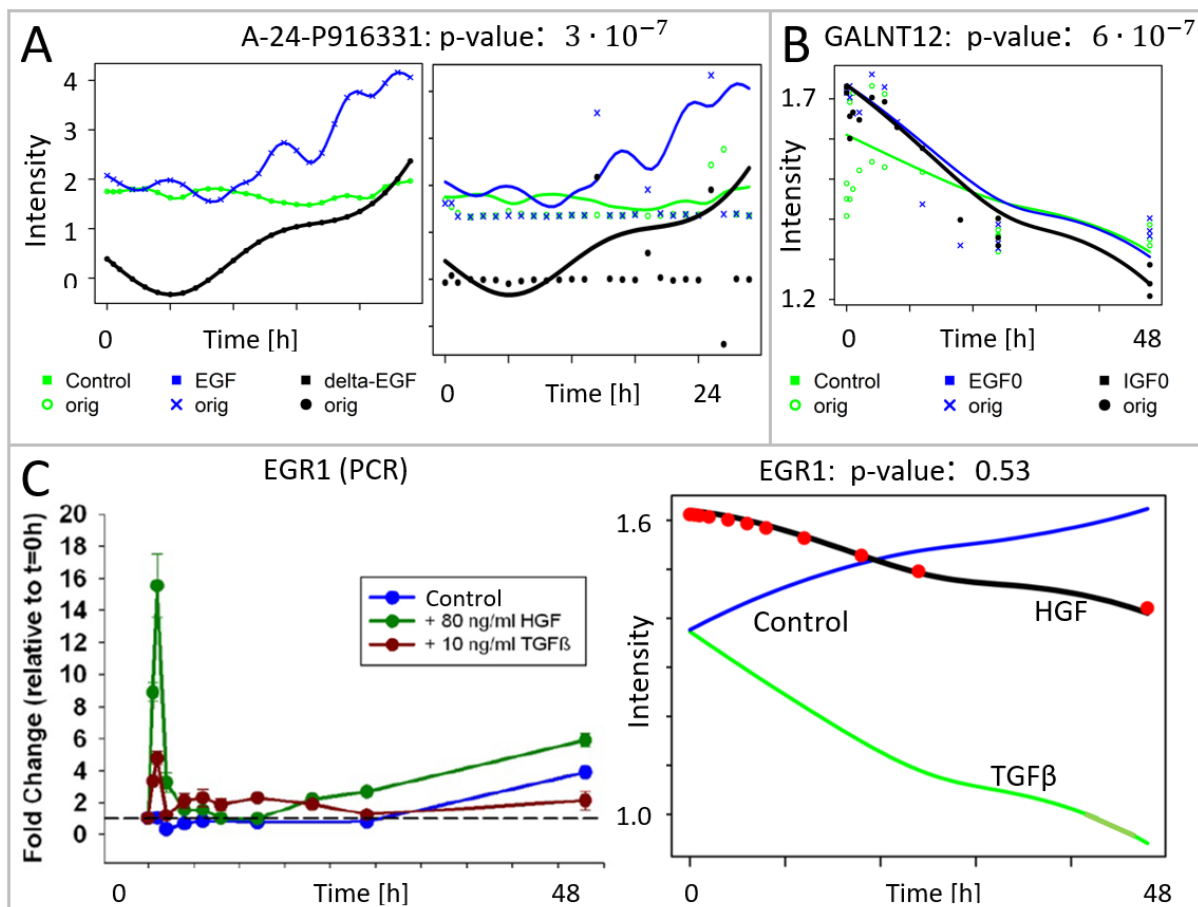 A
A-24-P916331: p-value: 3 · 10⁻⁷
Intensity
4
3
2
1
0
0
Time [h]
0
Time [h]
24
Control
EGF
delta-EGF
orig
orig
orig
B
GALNT12: p-value: 6 · 10⁻⁷
Intensity
1.7
1.2
0
Time [h]
48
Control
EGF0
IGF0
orig
orig
orig
C
EGR1 (PCR)
Fold Change (relative to t=0h)
20
18
16
14
12
10
8
6
4
2
0
Control
+ 80 ng/ml HGF
+ 10 ng/ml TGFß
0
Time [h]
48
EGR1: p-value: 0.53
Intensity
1.6
1.0
Control
HGF
TGFβ
0
Time [h]
48